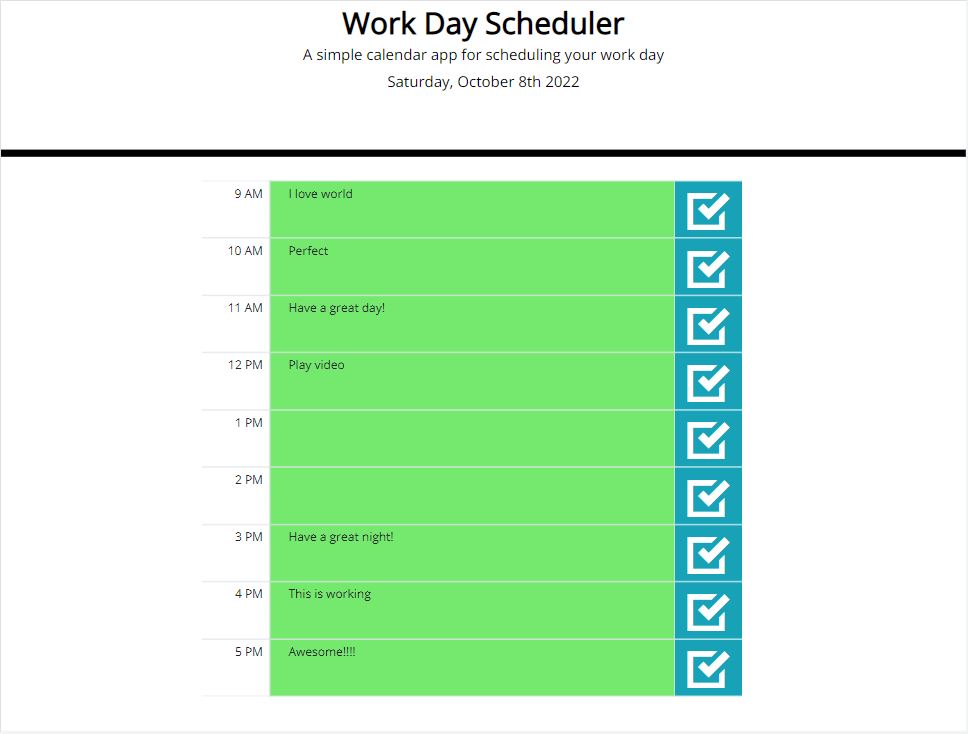 Work Day Scheduler
A simple calendar app for scheduling your work day
Saturday, October 8th 2022
9 AM I love world
10 AM Perfect
11 AM Have a great day!
12 PM Play video
1 PM
2 PM
3 PM Have a great night!
4 PM This is working
5 PM Awesome!!!!